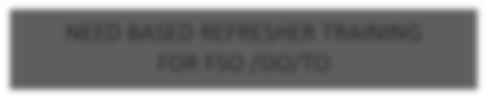 NEED BASED REFRESHER TRAINING
FOR FSO /DO/TO